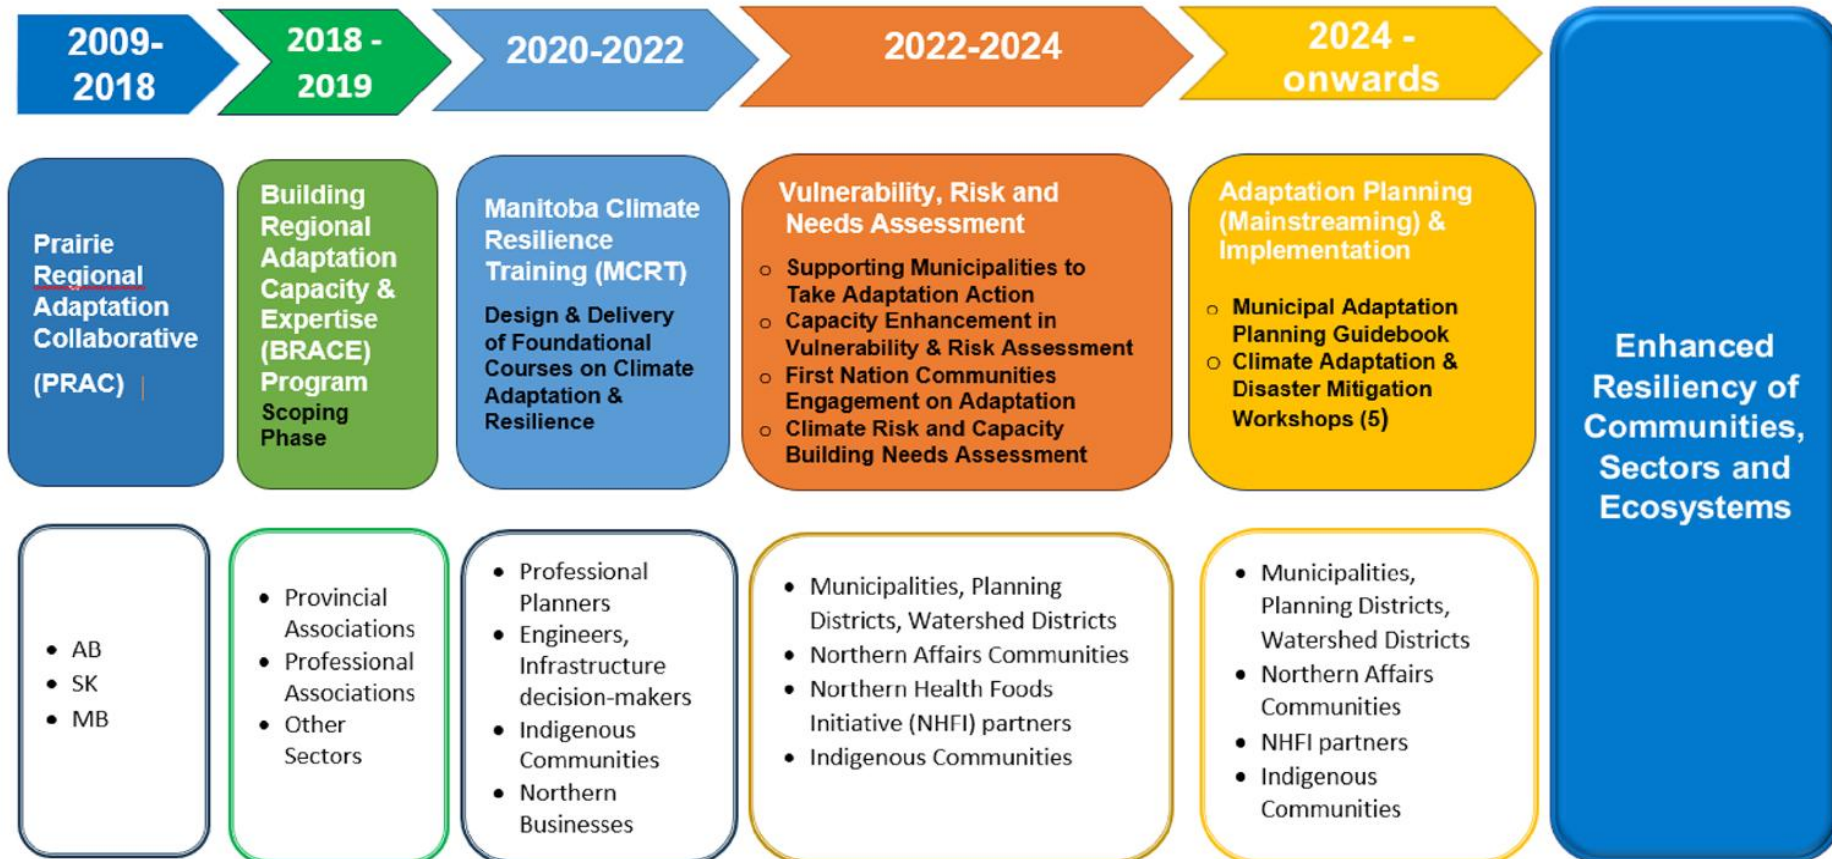 2009-
2018
2018 -
2019
2020-2022
2022-2024
2024 -
onwards
Prairie
Regional
Adaptation
Collaborative
(PRAC)
Building
Regional
Adaptation
Capacity &
Expertise
(BRACE)
Program
Scoping
Phase
Manitoba Climate
Resilience
Training (MCRT)
Design & Delivery
of Foundational
Courses on Climate
Adaptation &
Resilience
Vulnerability, Risk and
Needs Assessment
o Supporting Municipalities to
Take Adaptation Action
o Capacity Enhancement in
Vulnerability & Risk Assessment
o First Nation Communities
Engagement on Adaptation
o Climate Risk and Capacity
Building Needs Assessment
Adaptation Planning
(Mainstreaming) &
Implementation
o Municipal Adaptation
Planning Guidebook
o Climate Adaptation &
Disaster Mitigation
Workshops (5)
• AB
• SK
• MB
• Provincial
Associations
• Professional
Associations
• Other
Sectors
• Professional
Planners
• Engineers,
Infrastructure
decision-makers
• Indigenous
Communities
• Northern
Businesses
• Municipalities, Planning
Districts, Watershed Districts
• Northern Affairs Communities
• Northern Health Foods
Initiative (NHFI) partners
• Indigenous Communities
• Municipalities,
Planning Districts,
Watershed Districts
• Northern Affairs
Communities
• NHFI partners
• Indigenous
Communities
Enhanced
Resiliency of
Communities,
Sectors and
Ecosystems